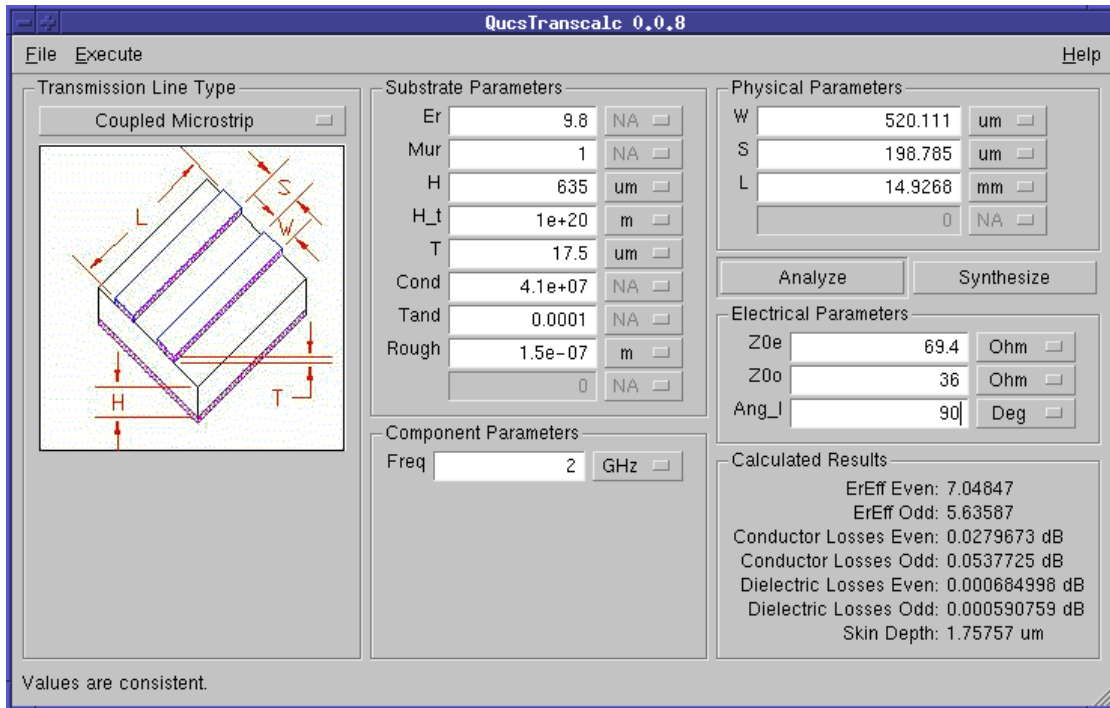 QucsTranscalc 0.0.8
File Execute Help
Transmission Line Type
Coupled Microstrip
L
S
W
H
T
Substrate Parameters
Er 9.8 NA
Mur 1 NA
H 635 um
H_t 1e+20 m
T 17.5 um
Cond 4.1e+07 NA
Tand 0.0001 NA
Rough 1.5e-07 m
0 NA
Component Parameters
Freq 2 GHz
Physical Parameters
W 520.111 um
S 198.785 um
L 14.9268 mm
0 NA
Analyze Synthesize
Electrical Parameters
Z0e 69.4 Ohm
Z0o 36 Ohm
Ang_l 90 Deg
Calculated Results
ErEff Even: 7.04847
ErEff Odd: 5.63587
Conductor Losses Even: 0.0279673 dB
Conductor Losses Odd: 0.0537725 dB
Dielectric Losses Even: 0.000684998 dB
Dielectric Losses Odd: 0.000590759 dB
Skin Depth: 1.75757 um
Values are consistent.